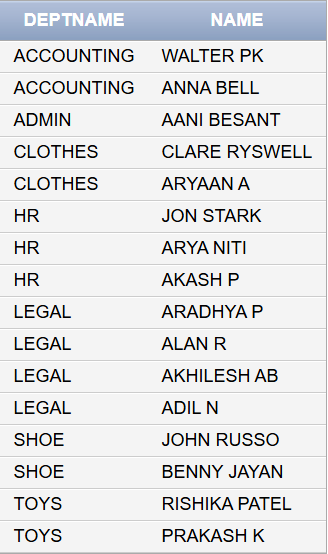 DEPTNAME NAME
ACCOUNTING WALTER PK
ACCOUNTING ANNA BELL
ADMIN AANI BESANT
CLOTHES CLARE RYSWELL
CLOTHES ARYAAN A
HR JON STARK
HR ARYA NITI
HR AKASH P
LEGAL ARADHYA P
LEGAL ALAN R
LEGAL AKHILESH AB
LEGAL ADIL N
SHOE JOHN RUSSO
SHOE BENNY JAYAN
TOYS RISHIKA PATEL
TOYS PRAKASH K